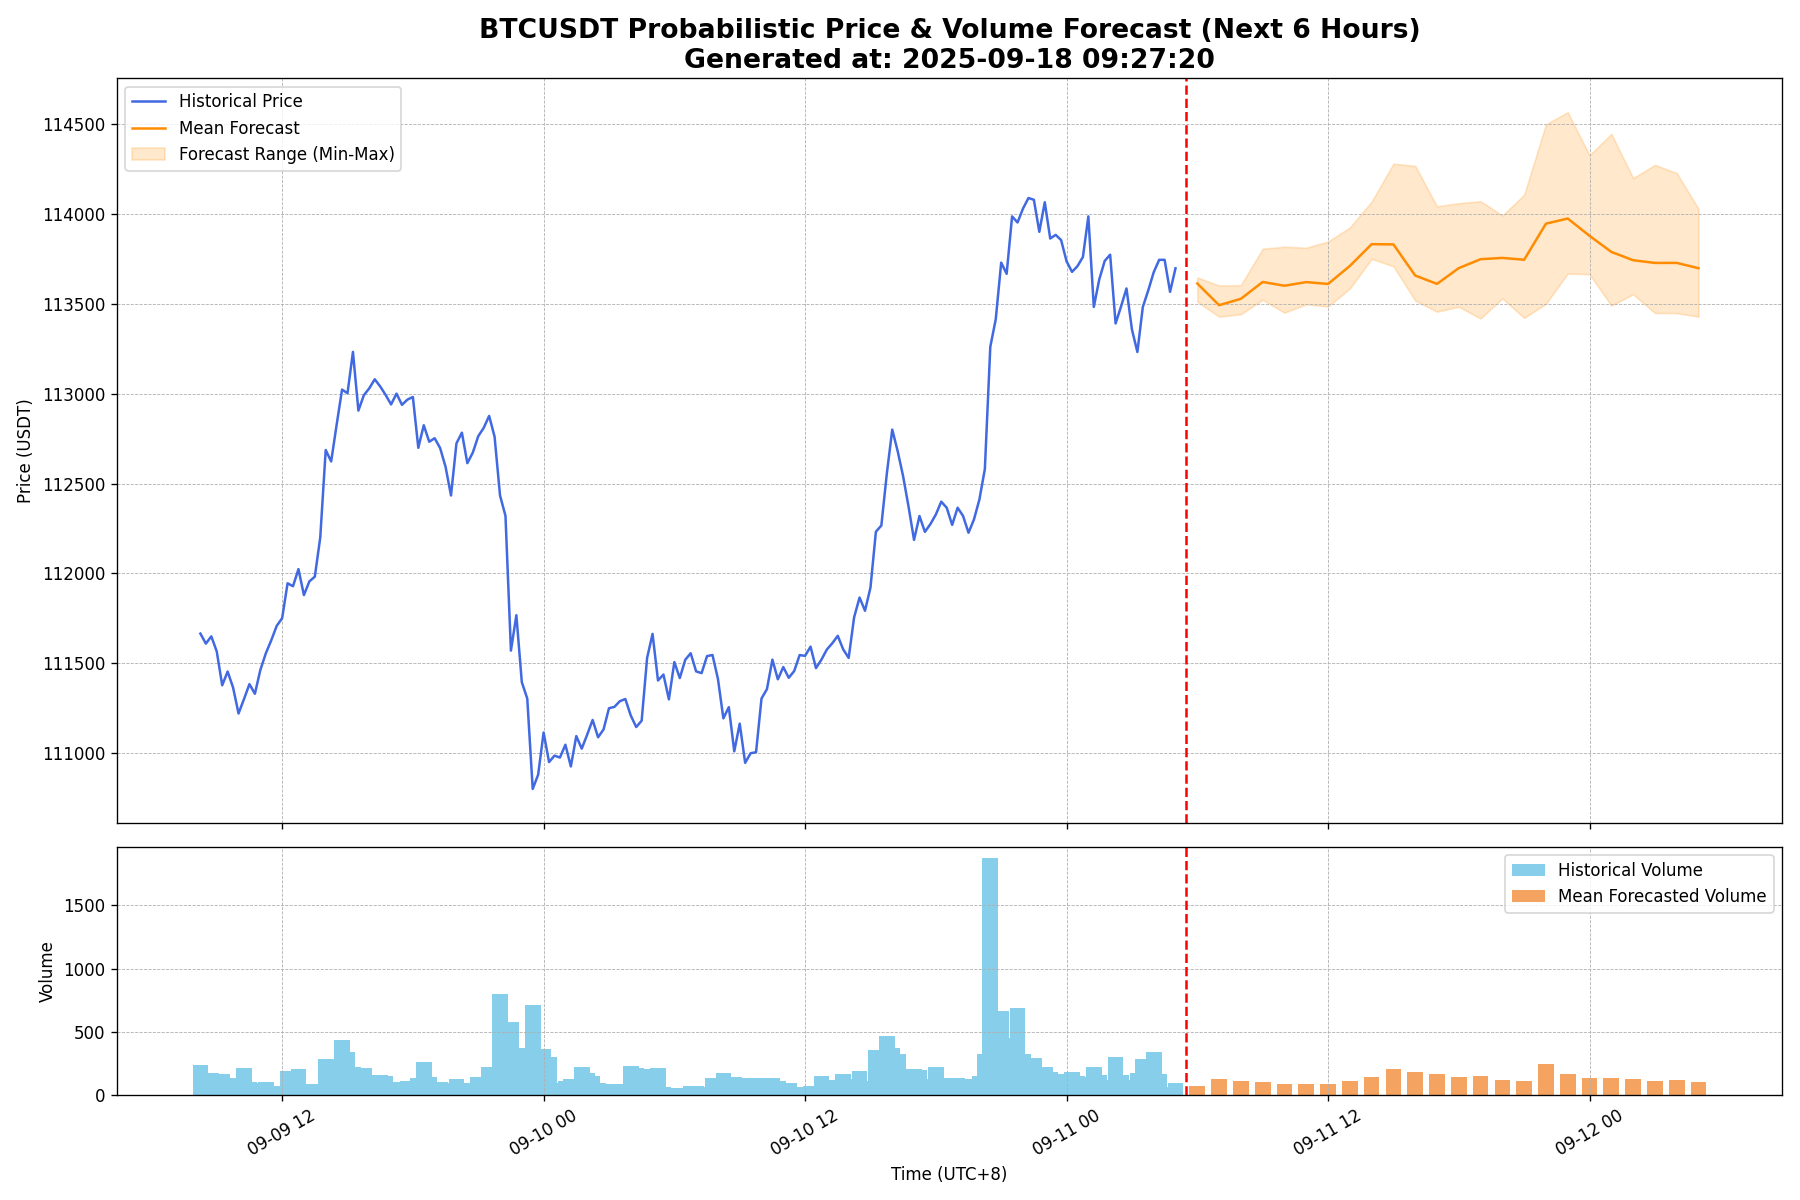 BTCUSDT Probabilistic Price & Volume Forecast (Next 6 Hours)
Generated at: 2025-09-18 09:27:20
Historical Price
Mean Forecast
Forecast Range (Min-Max)
114500
114000
113500
113000
112500
112000
111500
111000
Price (USDT)
Historical Volume
Mean Forecasted Volume
1500
1000
500
0
Volume
09-09 12
09-10 00
09-10 12
09-11 00
09-11 12
09-12 00
Time (UTC+8)